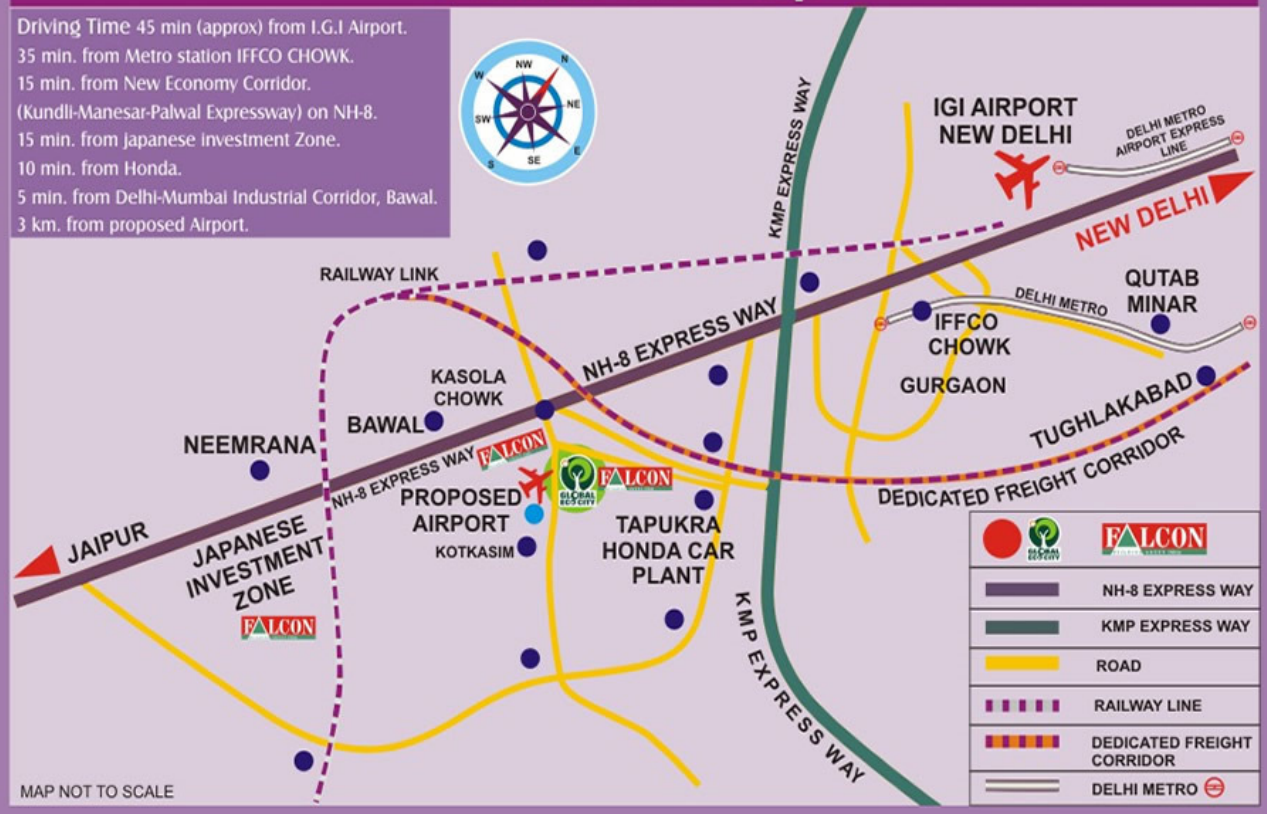 Driving Time 45 min (approx) from I.G.I Airport.
35 min. from Metro station IFFCO CHOWK.
15 min. from New Economy Corridor.
(Kundli-Manesar-Palwal Expressway) on NH-8.
15 min. from japanese investment Zone.
10 min. from Honda.
5 min. from Delhi-Mumbai Industrial Corridor, Bawal.
3 km. from proposed Airport.
N
NE
E
SE
S
SW
W
NW
KMP EXPRESS WAY
IGI AIRPORT
NEW DELHI
DELHI METRO
AIRPORT EXPRESS
LINE
NEW DELHI
RAILWAY LINK
NH-8 EXPRESS WAY
DELHI METRO
QUTAB
MINAR
IFFCO
CHOWK
GURGAON
KASOLA
CHOWK
BAWAL
NEEMRANA
NH-8 EXPRESS WAY
FALCON
TUGHLAKABAD
DEDICATED FREIGHT CORRIDOR
PROPOSED
AIRPORT
GLOBAL
ECO CITY
FALCON
KOTKASIM
TAPUKRA
HONDA CAR
PLANT
JAIPUR
JAPANESE
INVESTMENT
ZONE
FALCON
KMP EXPRESS WAY
GLOBAL
ECO CITY
FALCON
NH-8 EXPRESS WAY
KMP EXPRESS WAY
ROAD
RAILWAY LINE
DEDICATED FREIGHT
CORRIDOR
DELHI METRO
MAP NOT TO SCALE